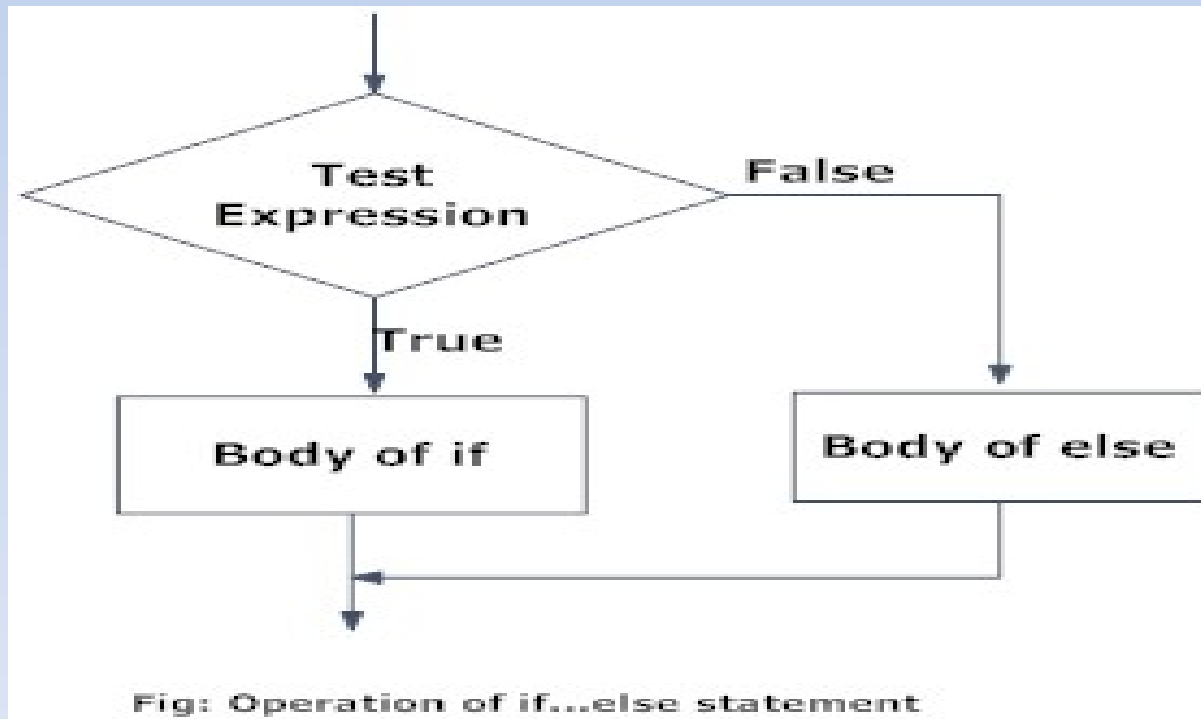 Test
Expression
False
True
Body of if
Body of else
Fig: Operation of if...else statement